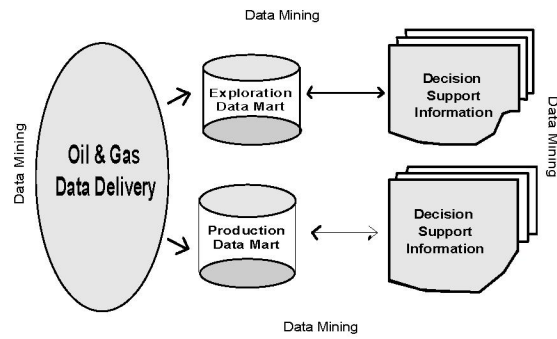 Data Mining
Data Mining
Oil & Gas
Data Delivery
Exploration
Data Mart
Decision
Support
Information
Data Mining
Production
Data Mart
Decision
Support
Information
Data Mining